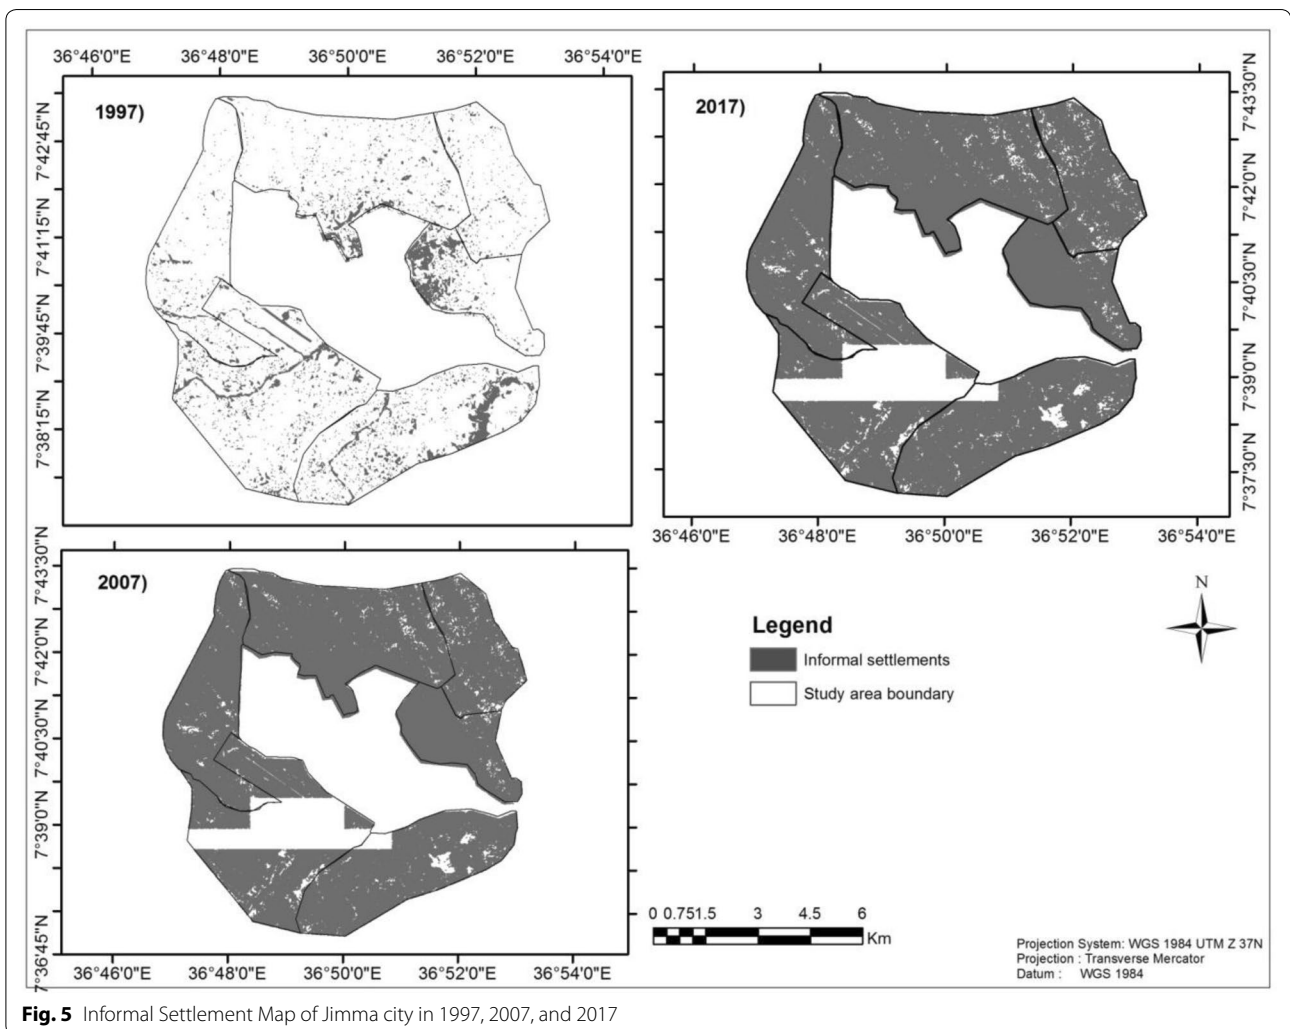 36°46'0"E 36°48'0"E 36°50'0"E 36°52'0"E 36°54'0"E
1997)
7°42'45"N
7°41'15"N
7°39'45"N
7°38'15"N
2017)
7°43'30"N
7°42'0"N
7°40'30"N
7°39'0"N
7°37'30"N
36°46'0"E 36°48'0"E 36°50'0"E 36°52'0"E 36°54'0"E
2007)
7°43'30"N
7°42'0"N
7°40'30"N
7°39'0"N
7°36'45"N
36°46'0"E 36°48'0"E 36°50'0"E 36°52'0"E 36°54'0"E
N
Legend
Informal settlements
Study area boundary
0 0.75 1.5 3 4.5 6
Km
Projection System: WGS 1984 UTM Z 37N
Projection : Transverse Mercator
Datum : WGS 1984
Fig. 5 Informal Settlement Map of Jimma city in 1997, 2007, and 2017